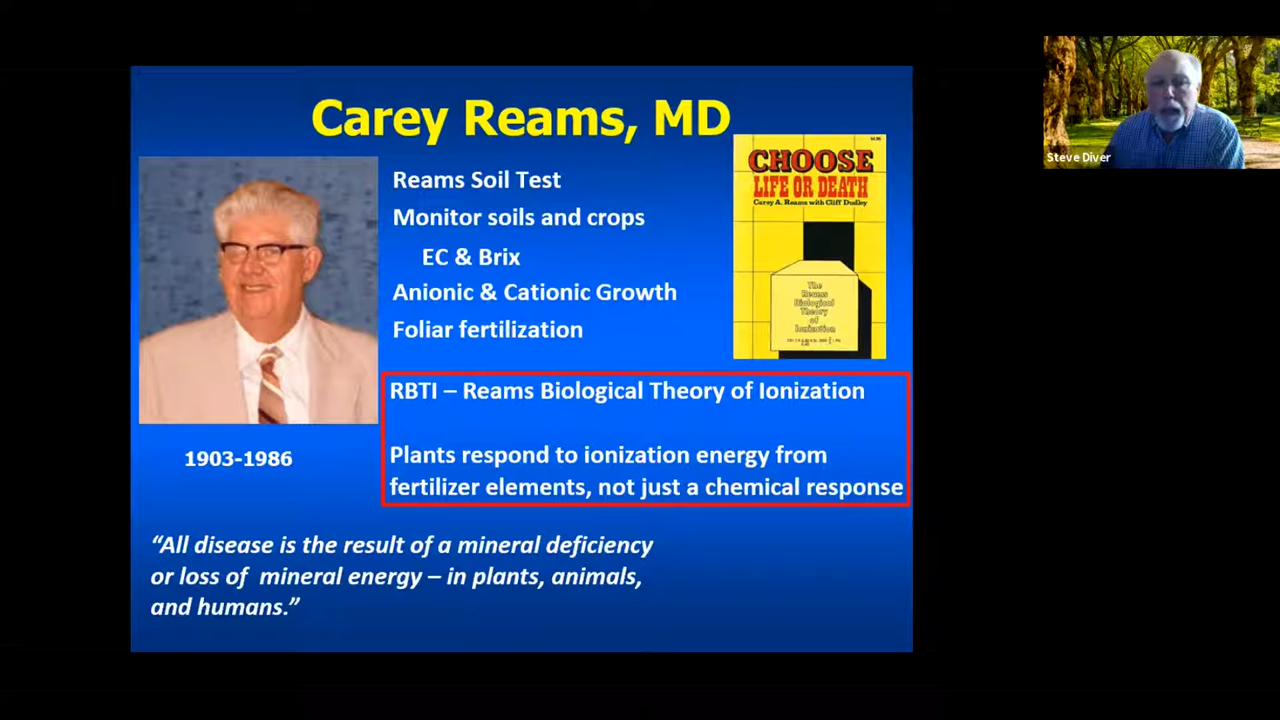 Carey Reams, MD
Reams Soil Test
Monitor soils and crops
EC & Brix
Anionic & Cationic Growth
Foliar fertilization
$4.95
CHOOSE
LIFE OR DEATH
Carey A. Reams with Cliff Dudley
The
Reams
Biological
Theory
of
Ionization
RBTI – Reams Biological Theory of Ionization
Plants respond to ionization energy from
fertilizer elements, not just a chemical response
1903-1986
“All disease is the result of a mineral deficiency
or loss of mineral energy – in plants, animals,
and humans.”
Steve Diver